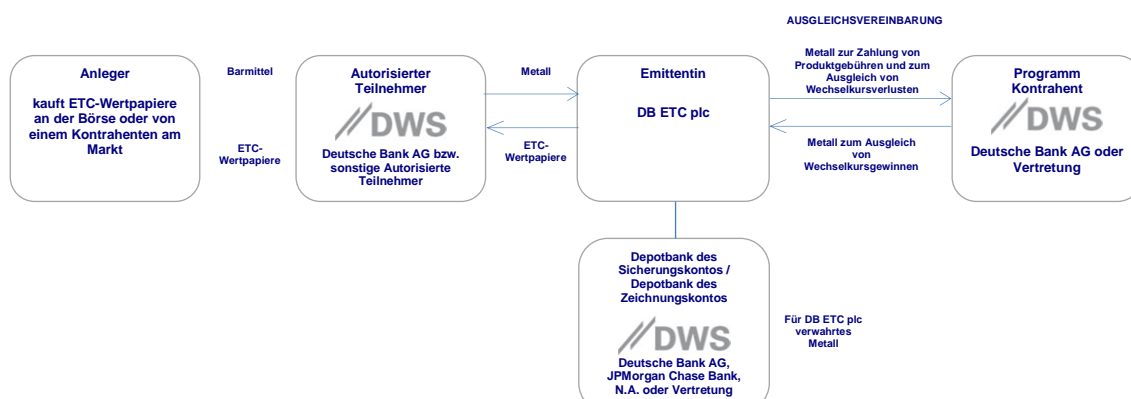 AUSGLEICHSVEREINBARUNG
Anleger
kauft ETC-Wertpapiere
an der Börse oder von
einem Kontrahenten am
Markt
Barmittel
ETC-
Wertpapiere
Autorisierter
Teilnehmer
DWS
Deutsche Bank AG bzw.
sonstige Autorisierte
Teilnehmer
Metall
ETC-
Wertpapiere
Emittentin
DB ETC plc
Metall zur Zahlung von
Produktgebühren und zum
Ausgleich von
Wechselkursverlusten
Metall zum Ausgleich
von
Wechselkursgewinnen
Programm
Kontrahent
DWS
Deutsche Bank AG oder
Vertretung
Depotbank des
Sicherungskontos /
Depotbank des
Zeichnungskontos
DWS
Deutsche Bank AG,
JPMorgan Chase Bank,
N.A. oder Vertretung
Für DB ETC plc
verwahrtes
Metall